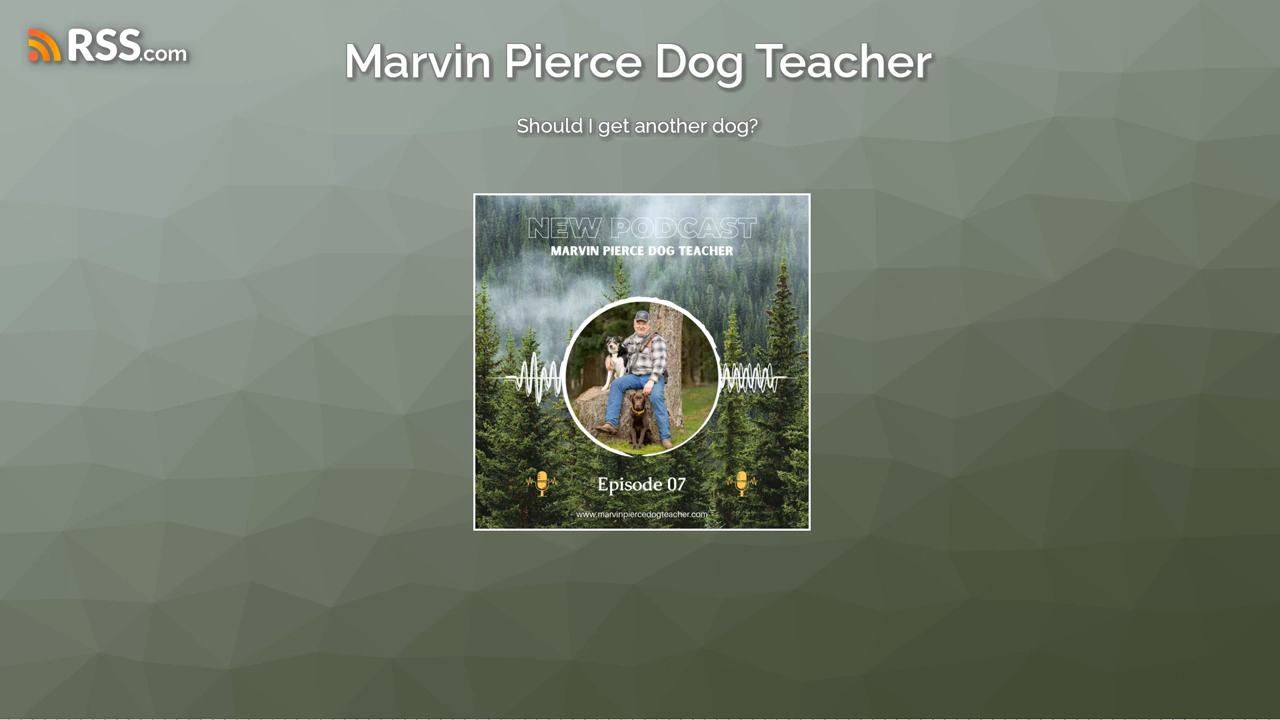 RSS.com
Marvin Pierce Dog Teacher
Should I get another dog?
NEW PODCAST
MARVIN PIERCE DOG TEACHER
Episode 07
www.marvinpiercedogteacher.com